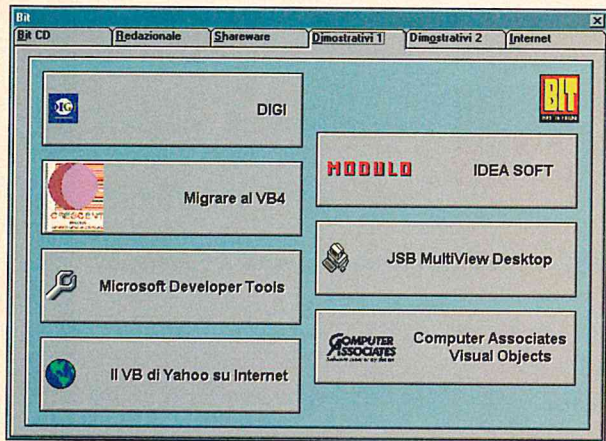 Bit
Bit CD Redazionale Shareware Dimostrativi 1 Dimostrativi 2 Internet
DIGI
BIT
MODULO IDEA SOFT
CRESCENT
Migrare al VB4
JSB MultiView Desktop
Microsoft Developer Tools
COMPUTER ASSOCIATES
Computer Associates
Visual Objects
Il VB di Yahoo su Internet